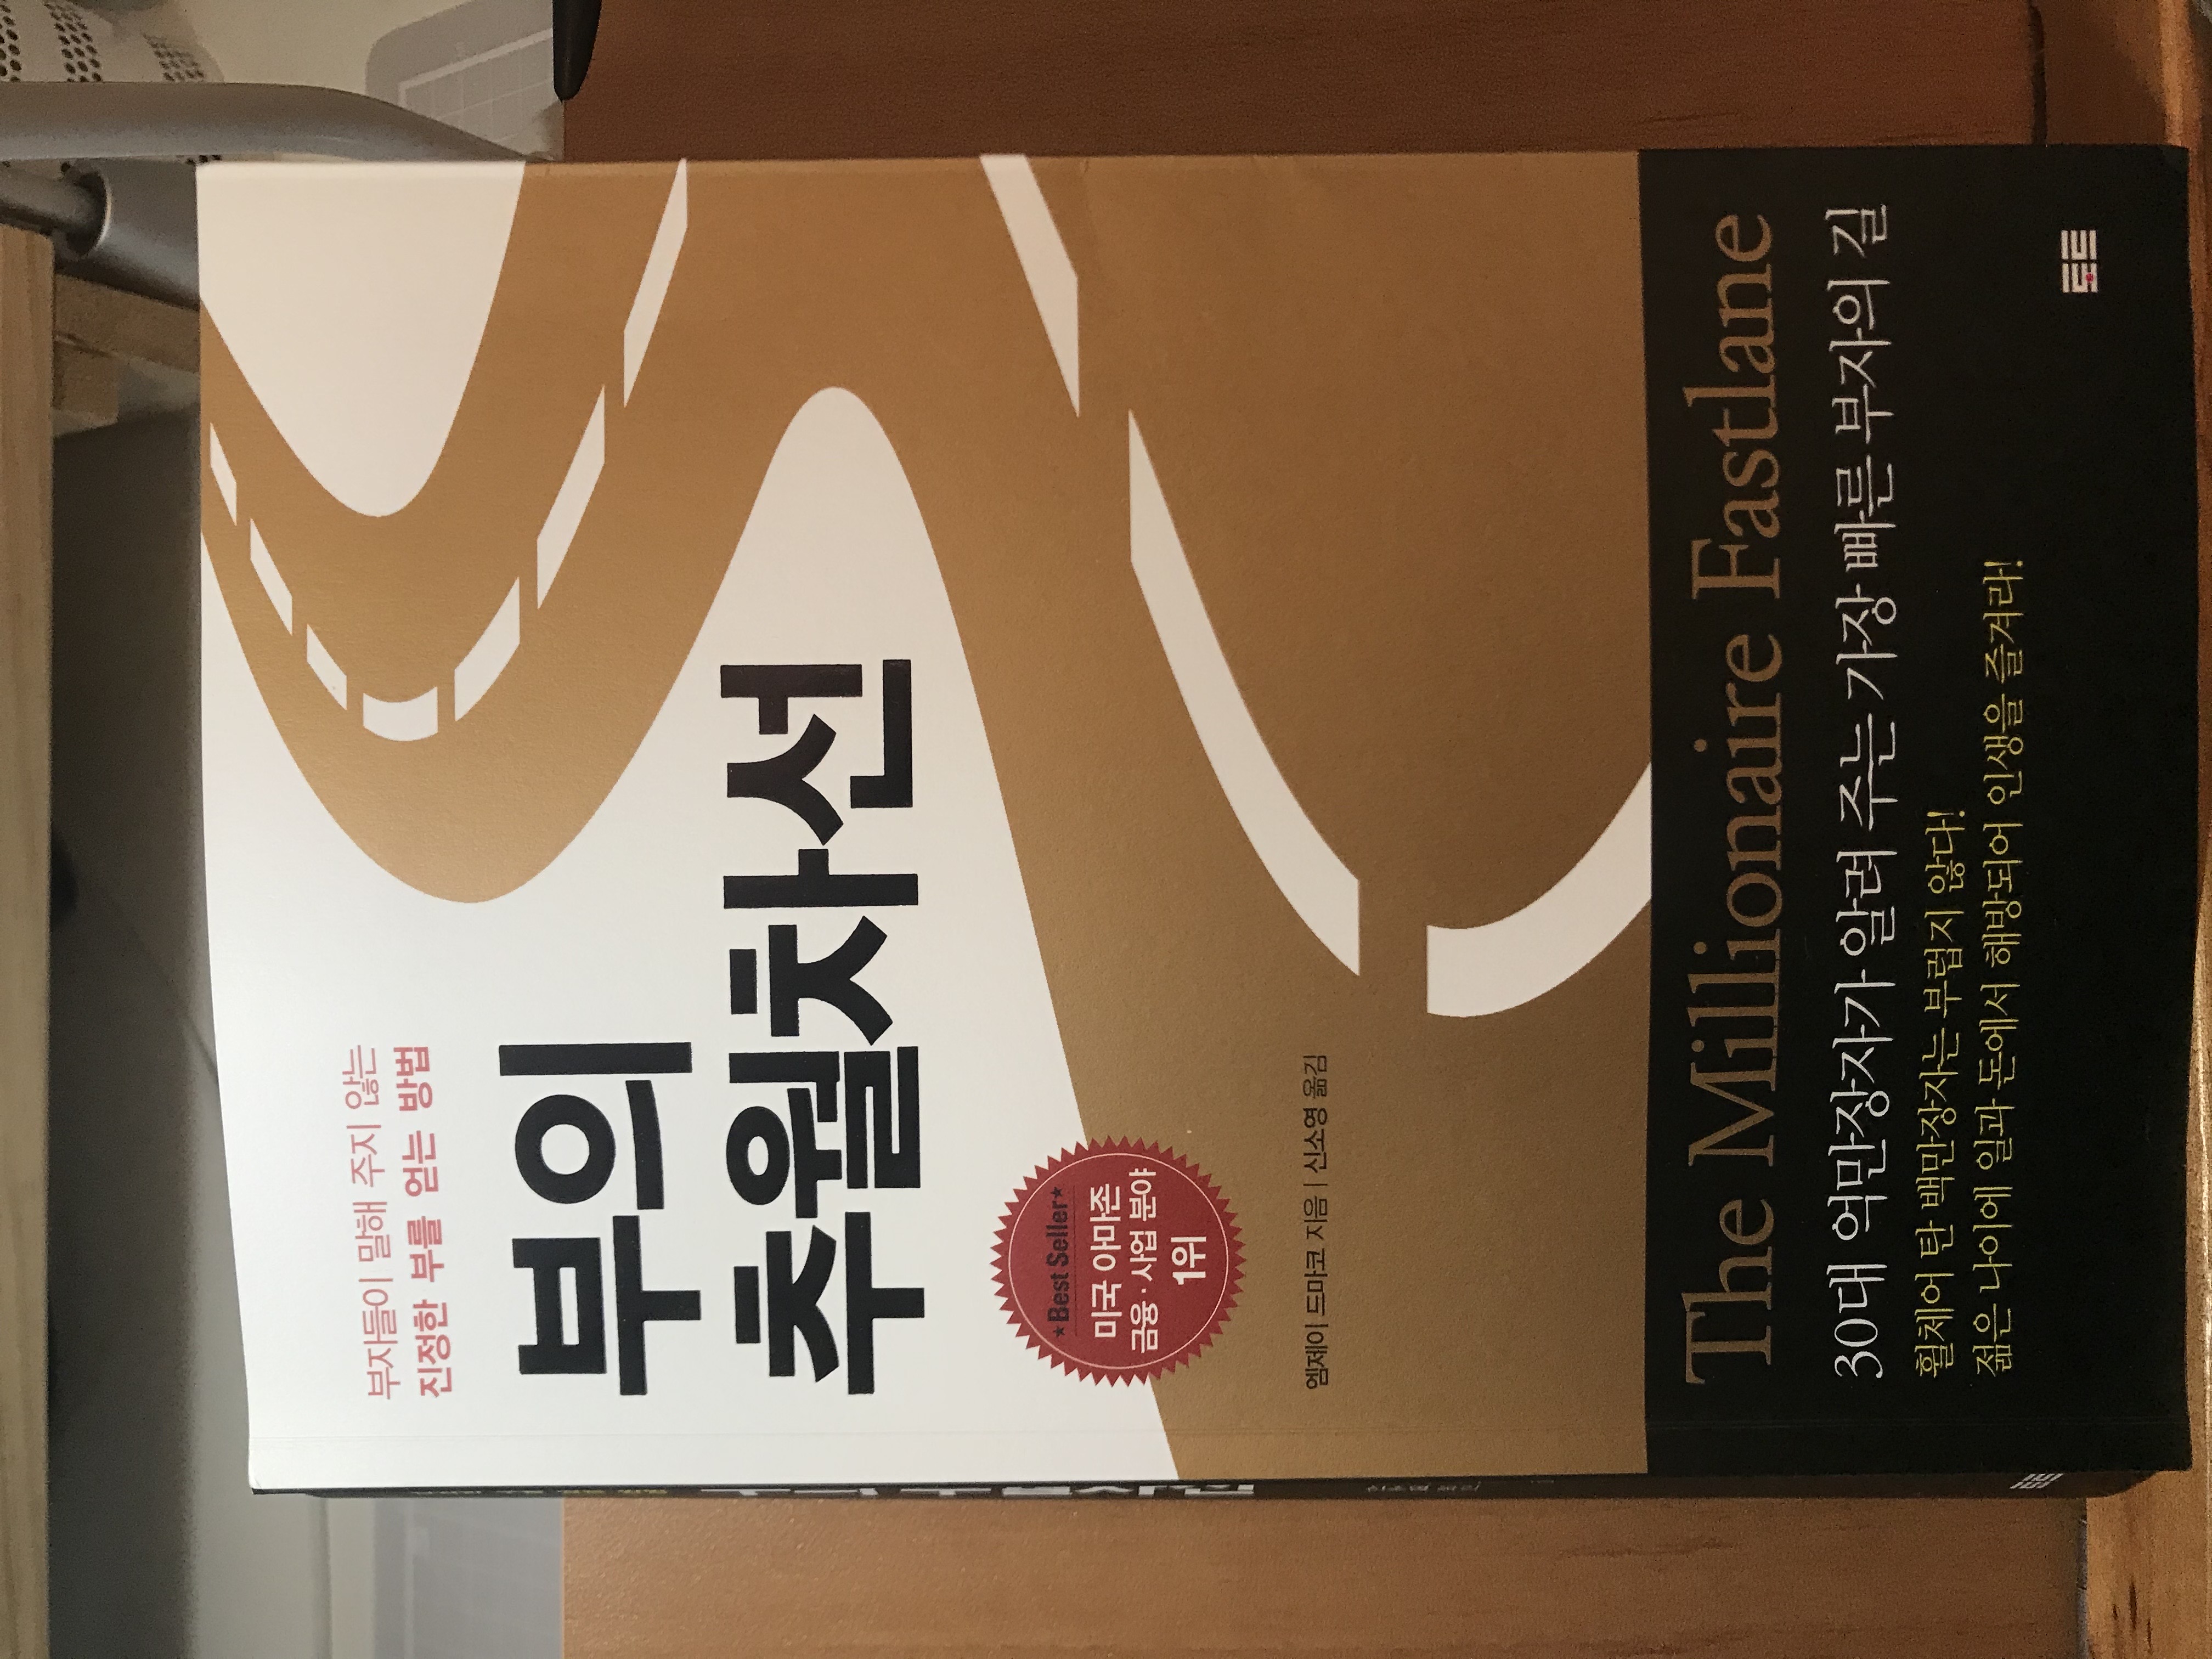 부자들이 말해 주지 않는
진정한 부를 얻는 방법
부의
추월차선
★Best Seller★
미국 아마존
금융·사업 분야
1위
엠제이 드마코 지음 | 신소영 옮김
The Millionaire Fastlane
30대 억만장자가 알려 주는 가장 빠른 부자의 길
휠체어 탄 백만장자는 부럽지 않다!
젊은 나이에 일과 돈에서 해방되어 인생을 즐겨라!
토트